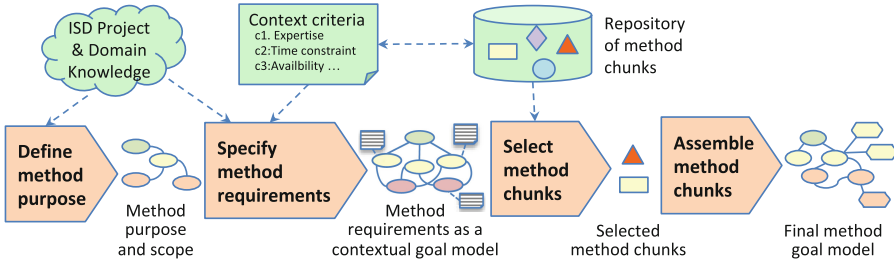 ISD Project
& Domain
Knowledge
Context criteria
c1. Expertise
c2:Time constraint
c3:Availbility ...
Repository
of method
chunks
Define
method
purpose
Method
purpose
and scope
Specify
method
requirements
Method
requirements as a
contextual goal model
Select
method
chunks
Selected
method chunks
Assemble
method
chunks
Final method
goal model